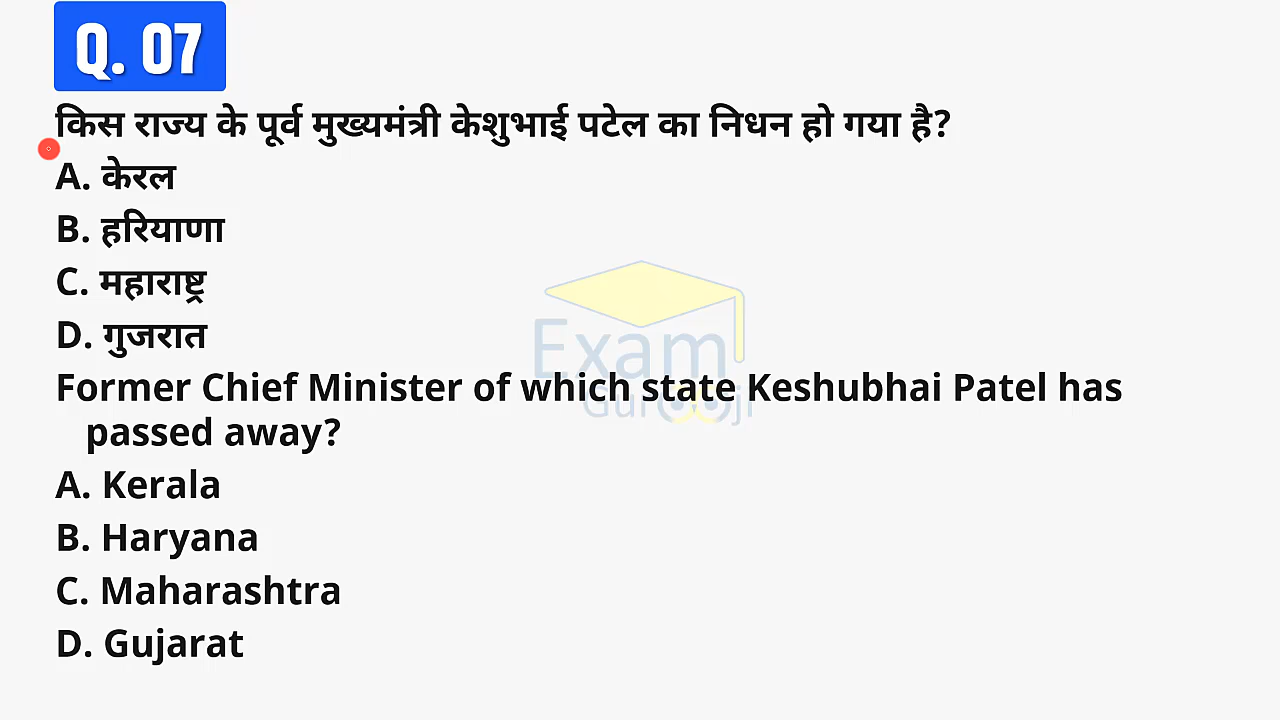 Q. 07
किस राज्य के पूर्व मुख्यमंत्री केशुभाई पटेल का निधन हो गया है?
A. केरल
B. हरियाणा
C. महाराष्ट्र
D. गुजरात
Exam
Gurooji
Former Chief Minister of which state Keshubhai Patel has
passed away?
A. Kerala
B. Haryana
C. Maharashtra
D. Gujarat